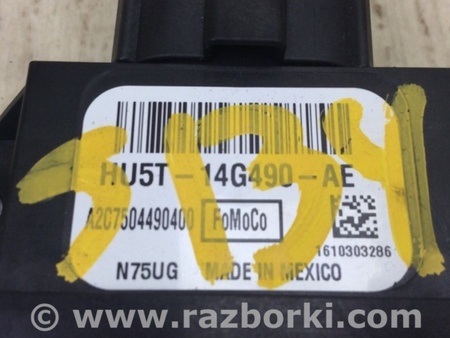 HU5T-14G490-AE
A2C7504490400 FoMoCo
1610303286
N75UG MADE IN MEXICO
© www.razborki.com